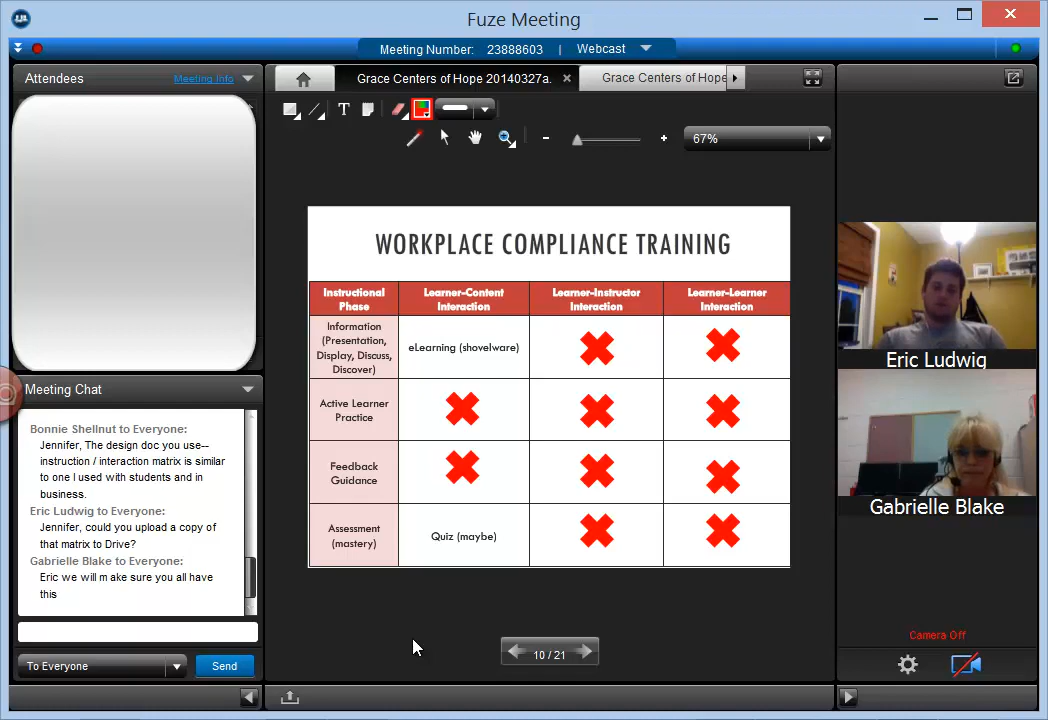 Fuze Meeting
Meeting Number: 23888603 | Webcast
Attendees
Meeting Info
Grace Centers of Hope 20140327a.
Grace Centers of Hope
T
67%
WORKPLACE COMPLIANCE TRAINING
Instructional
Phase
Learner-Content
Interaction
Learner-Instructor
Interaction
Learner-Learner
Interaction
Information
(Presentation,
Display, Discuss,
Discover)
eLearning (shovelware)
Active Learner
Practice
Feedback
Guidance
Assessment
(mastery)
Quiz (maybe)
10 / 21
Meeting Chat
Bonnie Shellnut to Everyone:
Jennifer, The design doc you use--
instruction / interaction matrix is similar
to one I used with students and in
business.
Eric Ludwig to Everyone:
Jennifer, could you upload a copy of
that matrix to Drive?
Gabrielle Blake to Everyone:
Eric we will m ake sure you all have
this
To Everyone
Send
Eric Ludwig
Gabrielle Blake
Camera Off